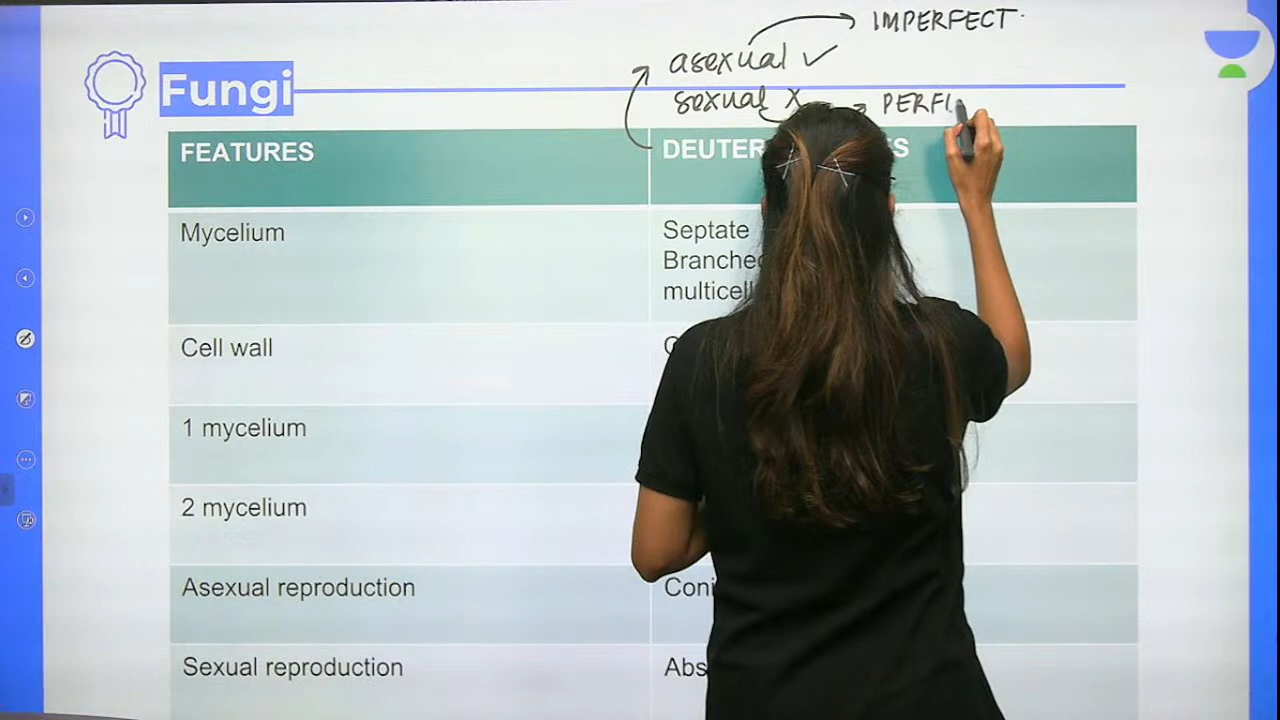 IMPERFECT
asexual ✓
Fungi
sexual X
FEATURES
Mycelium
Septate
Cell wall
1 mycelium
2 mycelium
Asexual reproduction
Sexual reproduction